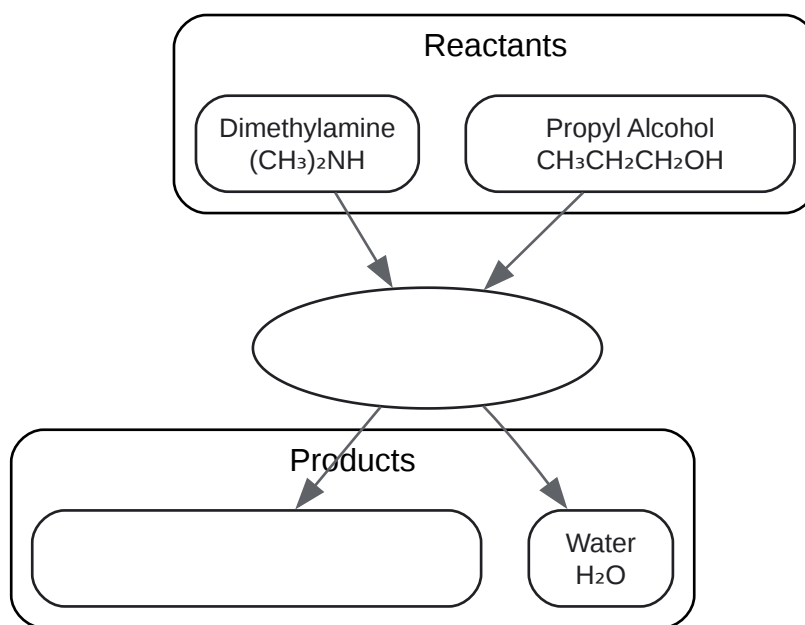 Reactants
Dimethylamine
(CH₃)₂NH
Propyl Alcohol
CH₃CH₂CH₂OH
Products
Water
H₂O